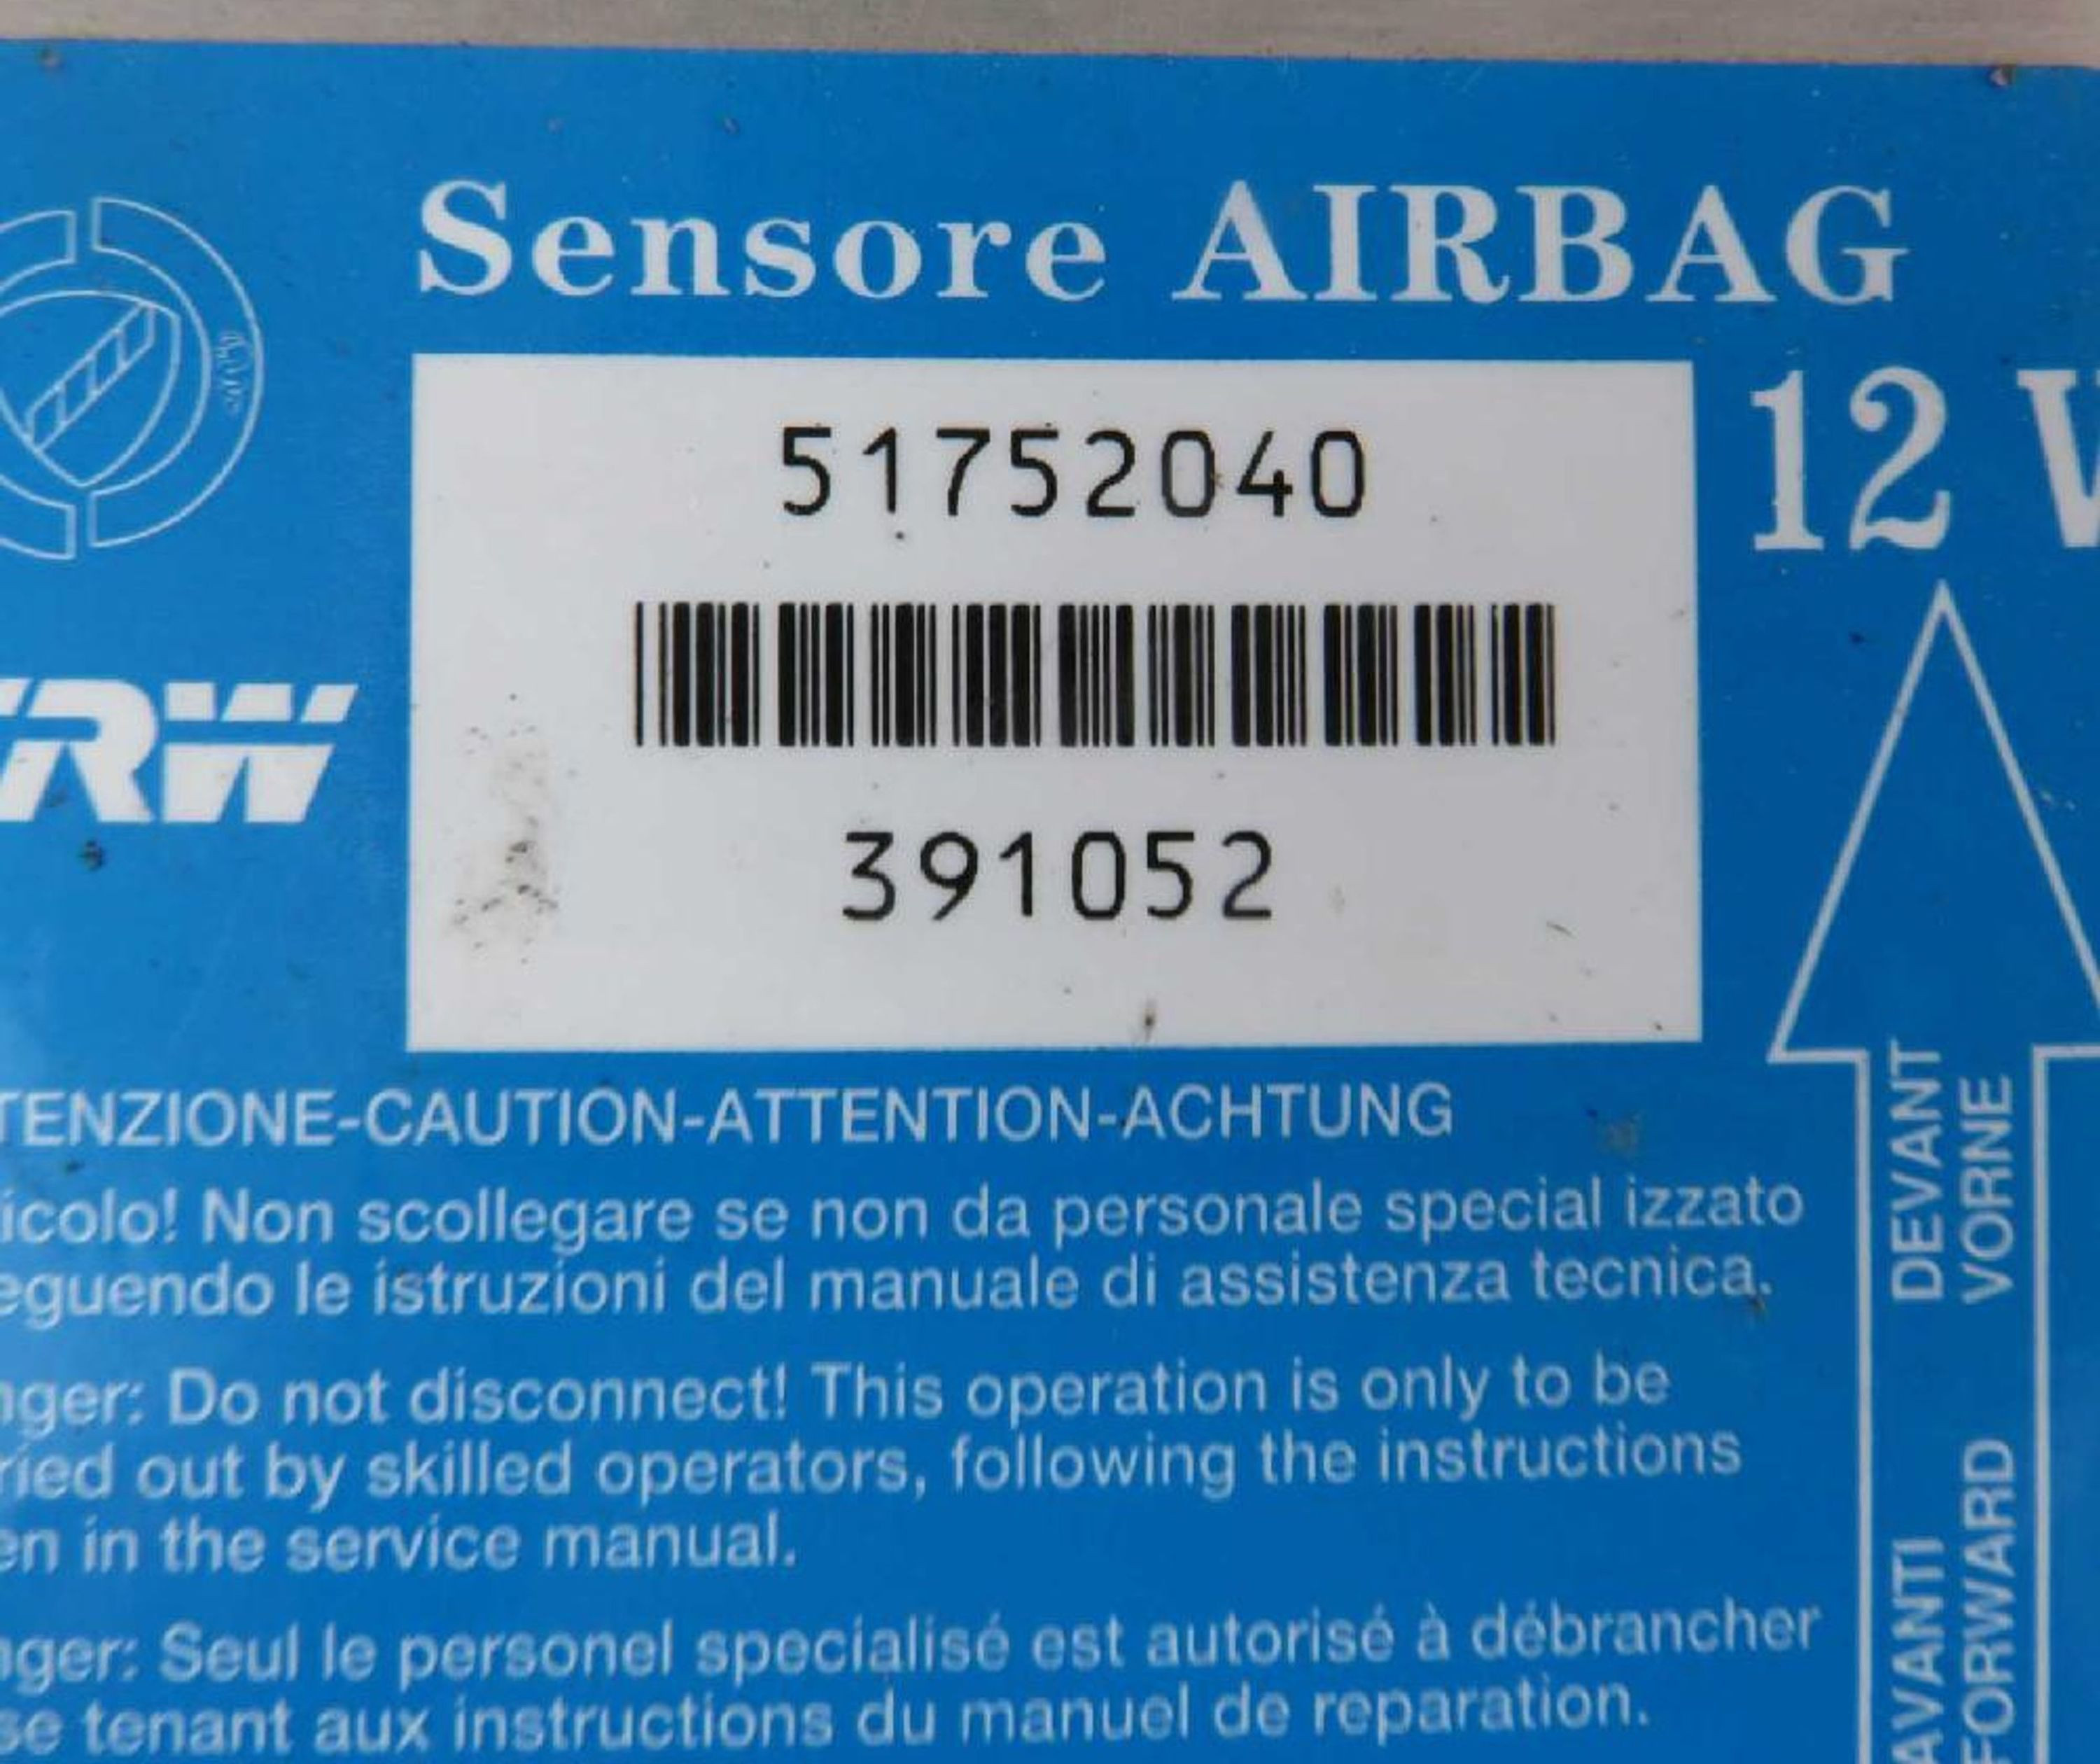 Sensore AIRBAG
51752040
12 V
TRW
391052
TENZIONE-CAUTION-ATTENTION-ACHTUNG
icolo! Non scollegare se non da personale special izzato
eguendo le istruzioni del manuale di assistenza tecnica.
nger: Do not disconnect! This operation is only to be
ried out by skilled operators, following the instructions
en in the service manual.
nger: Seul le personel specialisé est autorisé à débrancher
se tenant aux instructions du manuel de reparation.
DEVANT
VORNE
AVANTI
FORWARD